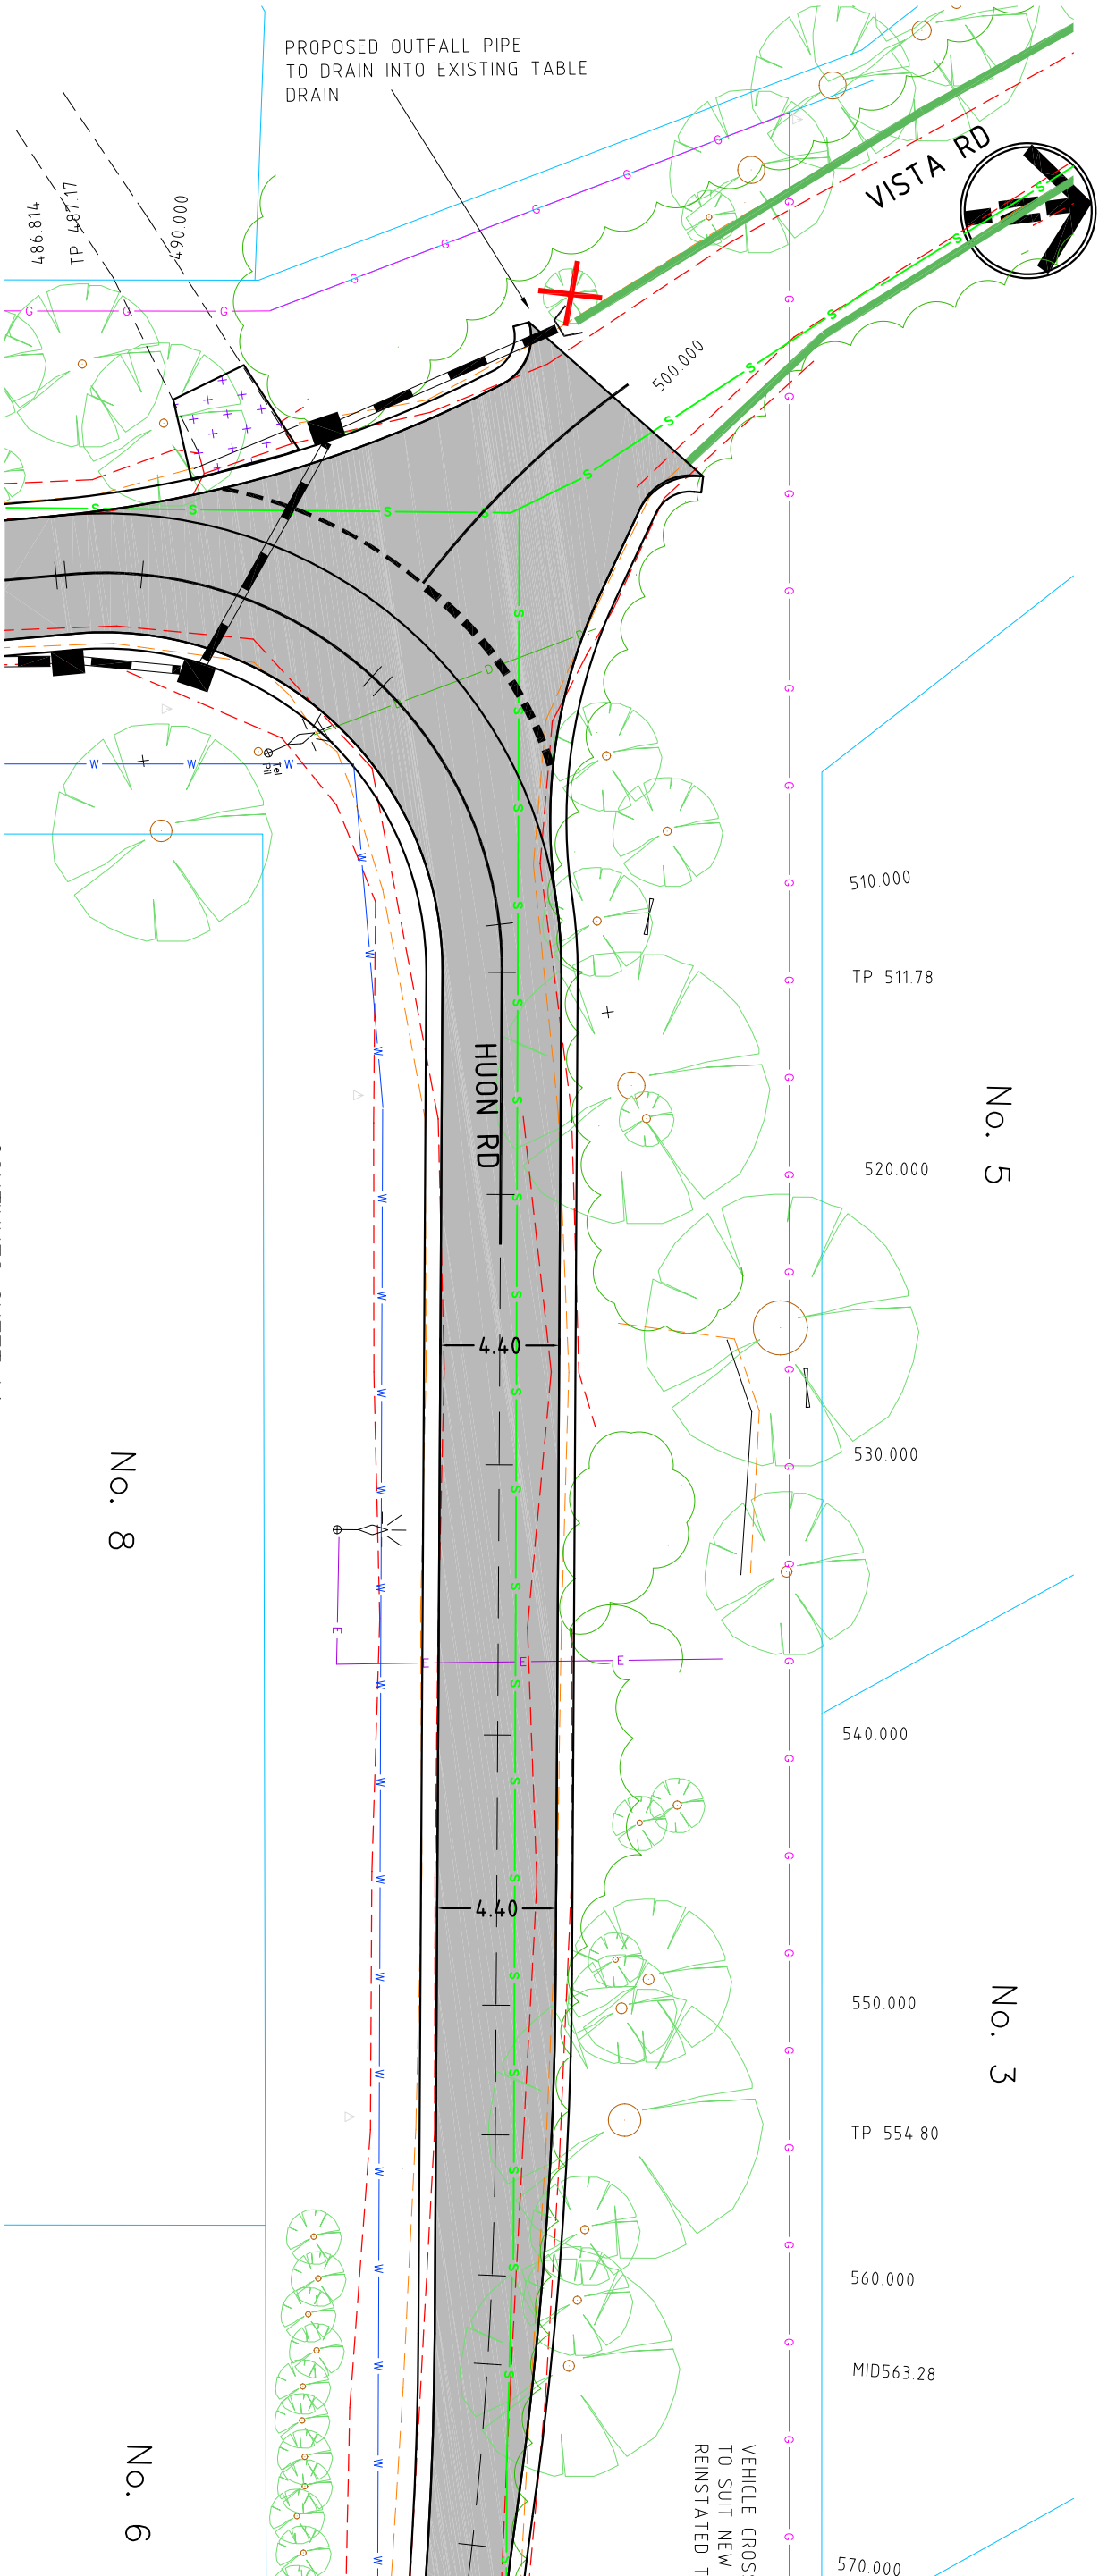 PROPOSED OUTFALL PIPE
TO DRAIN INTO EXISTING TABLE
DRAIN
VISTA RD
486.814
TP 487.17
490.000
500.000
Tel
Pil
510.000
TP 511.78
HUON RD
No. 5
520.000
4.40
530.000
No. 8
540.000
4.40
550.000
No. 3
TP 554.80
560.000
MID563.28
VEHICLE CROS
TO SUIT NEW
REINSTATED T
No. 6
570.000